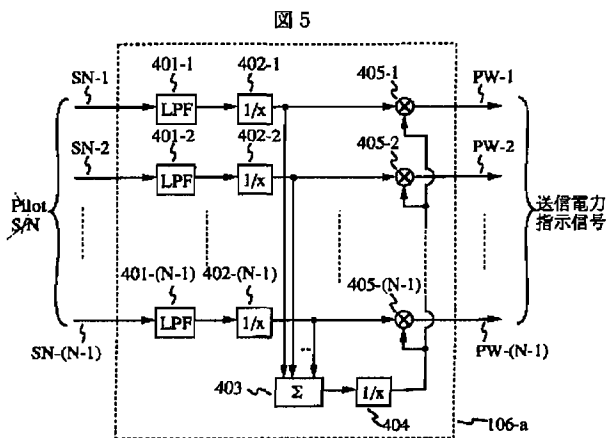 図5
401-1
402-1
405-1
SN-1
LPF
1/x
PW-1
401-2
402-2
405-2
SN-2
LPF
1/x
PW-2
Pilot
S/N
送信電力
指示信号
401-(N-1)
402-(N-1)
405-(N-1)
LPF
1/x
SN-(N-1)
PW-(N-1)
403
Σ
1/x
404
106-a